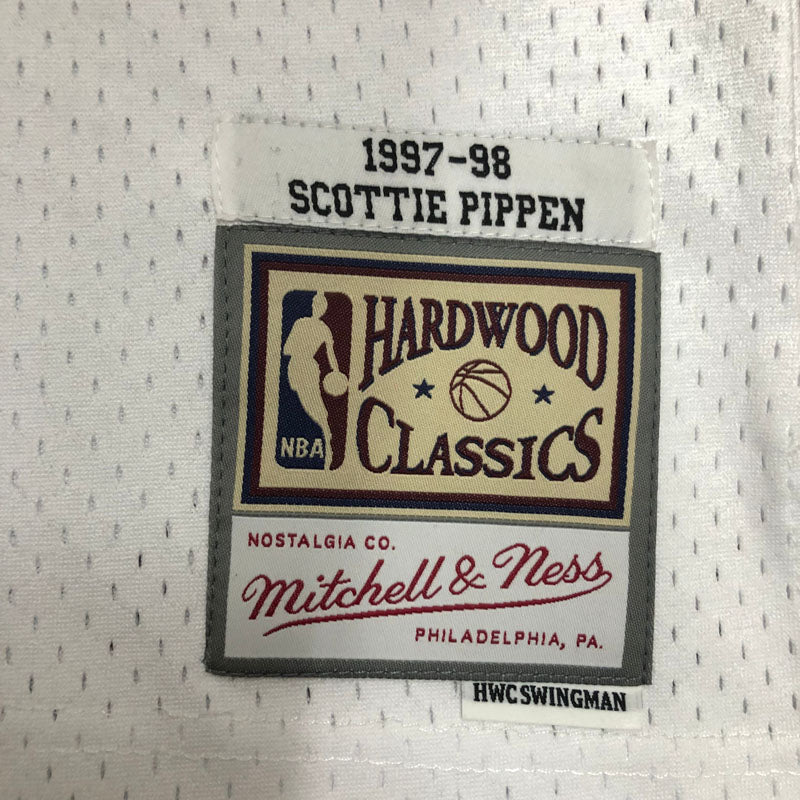 1997-98
SCOTTIE PIPPEN
HARDWOOD
CLASSICS
NBA
NOSTALGIA CO.
Mitchell & Ness
PHILADELPHIA, PA.
HWC SWINGMAN